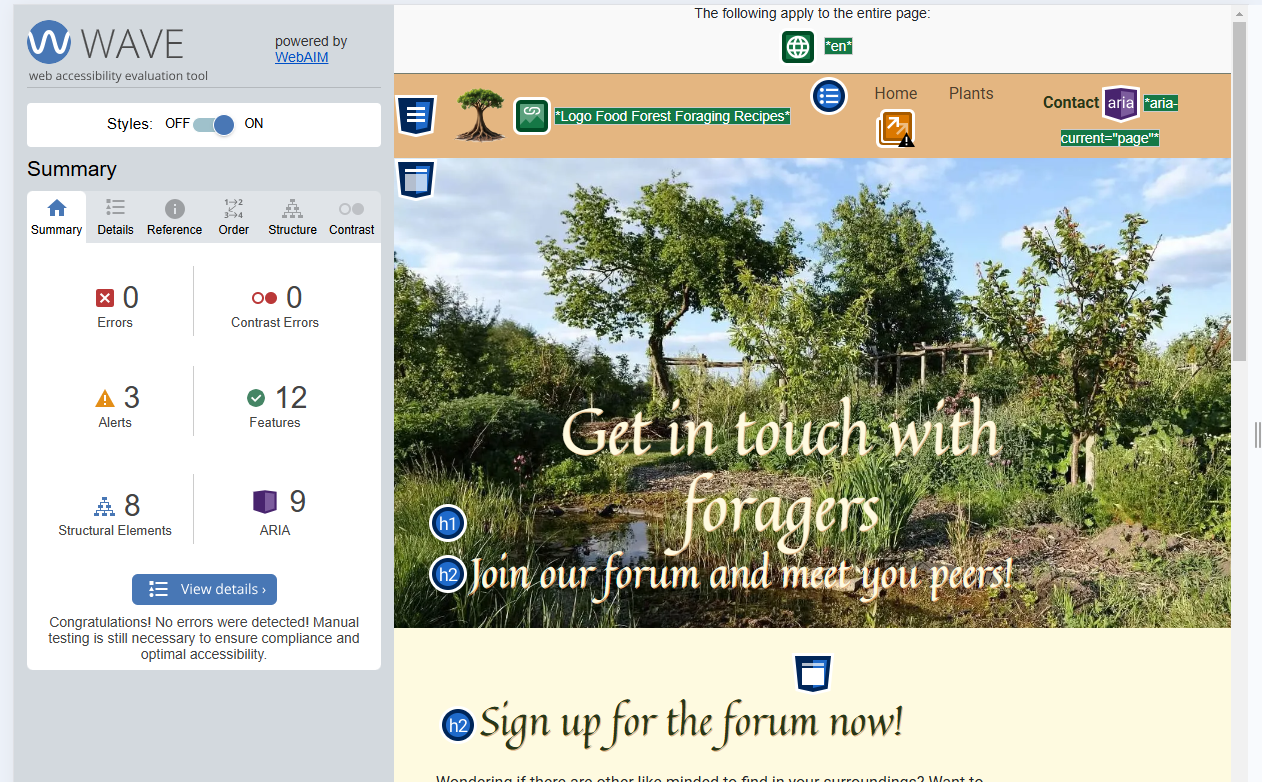 WAVE
web accessibility evaluation tool
powered by
WebAIM
Styles: OFF ON
Summary
Summary Details Reference Order Structure Contrast
0
Errors
0
Contrast Errors
3
Alerts
12
Features
8
Structural Elements
9
ARIA
View details ›
Congratulations! No errors were detected! Manual
testing is still necessary to ensure compliance and
optimal accessibility.
The following apply to the entire page:
*en*
*Logo Food Forest Foraging Recipes*
Home Plants
Contact aria *aria-
current="page"*
Get in touch with
h1 foragers
h2 Join our forum and meet you peers!
h2 Sign up for the forum now!
Wondering if there are other like minded to find in your surroundings? Want to